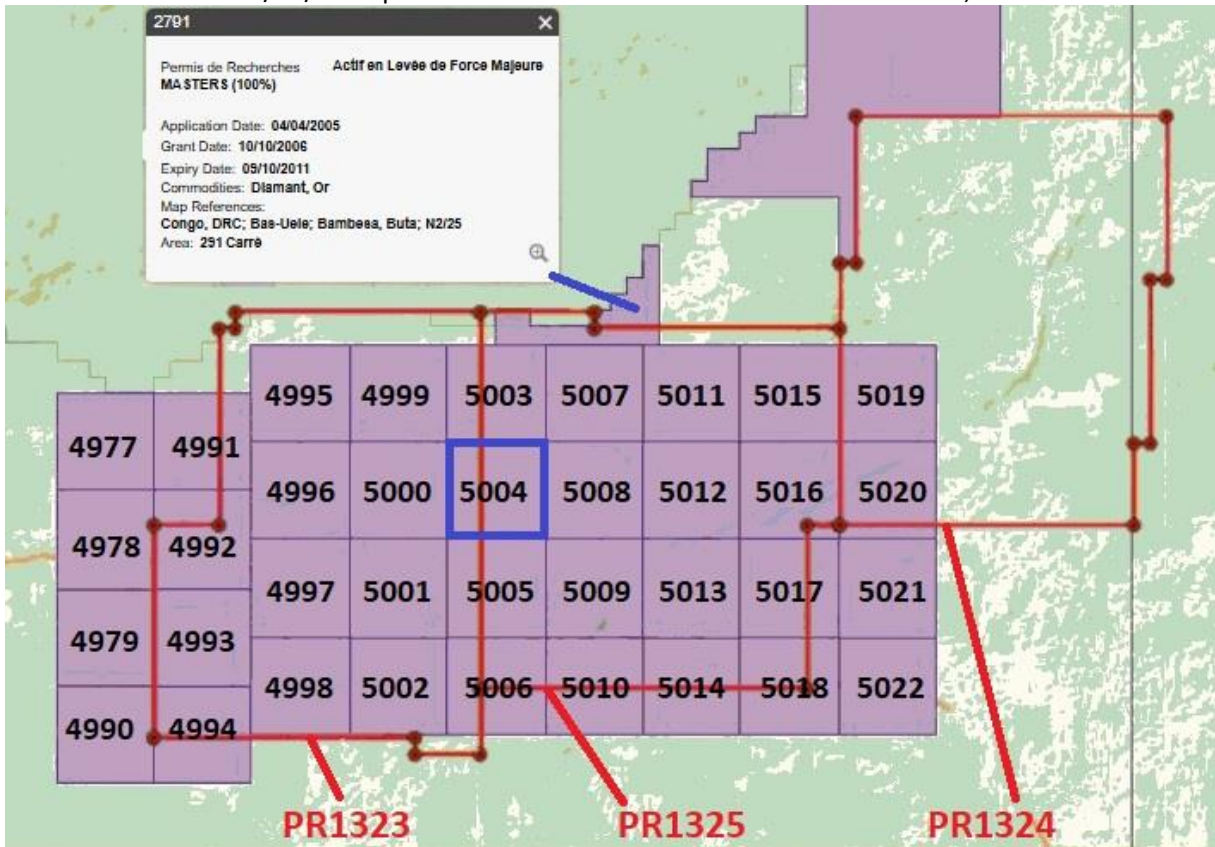 2791
Permis de Recherches Actif en Levée de Force Majeure
MASTERS (100%)
Application Date: 04/04/2005
Grant Date: 10/10/2006
Expiry Date: 09/10/2011
Commodities: Diamant, Or
Map References:
Congo, DRC; Bas-Uele; Bambesa, Buta; N2/25
Area: 291 Carré
4995 4999 5003 5007 5011 5015 5019
4977 4991
4996 5000 5004 5008 5012 5016 5020
4978 4992
4997 5001 5005 5009 5013 5017 5021
4979 4993
4998 5002 5006 5010 5014 5018 5022
4990 4994
PR1323 PR1325 PR1324